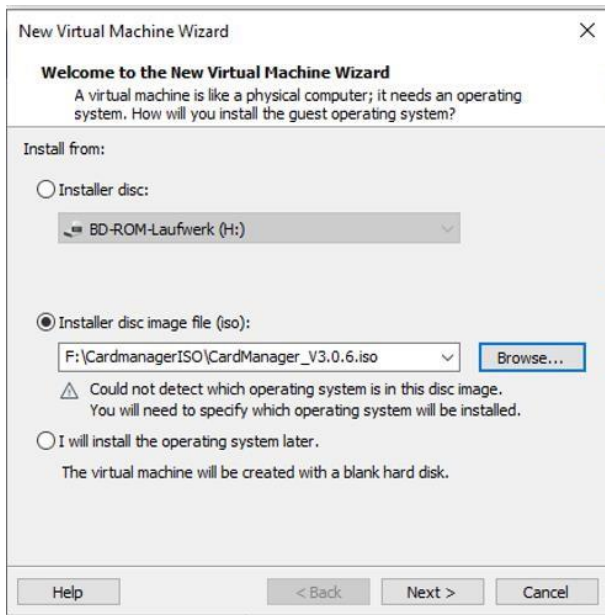 New Virtual Machine Wizard
Welcome to the New Virtual Machine Wizard
A virtual machine is like a physical computer; it needs an operating
system. How will you install the guest operating system?
Install from:
Installer disc:
BD-ROM-Laufwerk (H:)
Installer disc image file (iso):
F:\CardmanagerISO\CardManager_V3.0.6.iso
Browse...
Could not detect which operating system is in this disc image.
You will need to specify which operating system will be installed.
I will install the operating system later.
The virtual machine will be created with a blank hard disk.
Help
< Back
Next >
Cancel